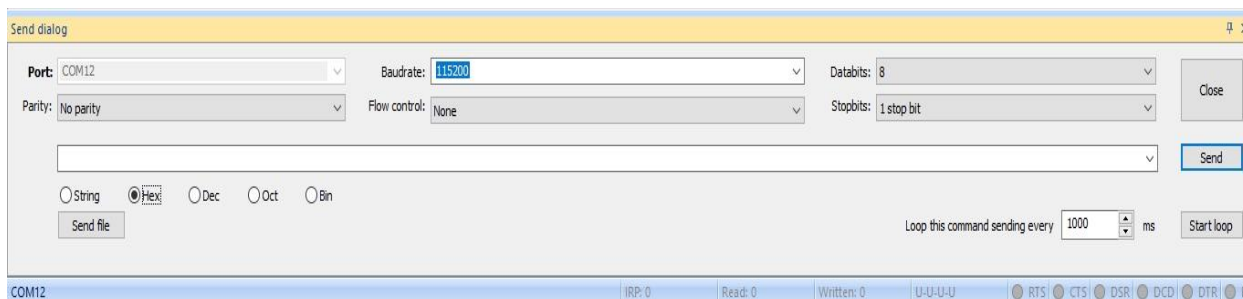 Send dialog
Port: COM12 Baudrate: 115200 Databits: 8
Close
Parity: No parity Flow control: None Stopbits: 1 stop bit
Send
String Hex Dec Oct Bin
Send file Loop this command sending every 1000 ms Start loop
COM12 IRP: 0 Read: 0 Written: 0 U-U-U-U RTS CTS DSR DCD DTR